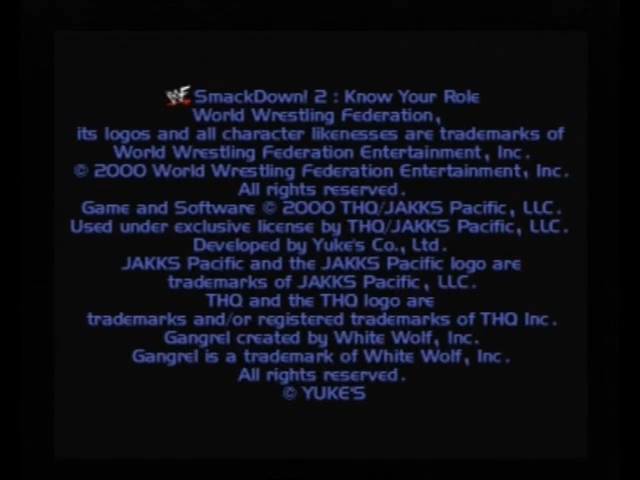 WF SmackDown! 2 : Know Your Role
World Wrestling Federation,
its logos and all character likenesses are trademarks of
World Wrestling Federation Entertainment, Inc.
© 2000 World Wrestling Federation Entertainment, Inc.
All rights reserved.
Game and Software © 2000 THQ/JAKKS Pacific, LLC.
Used under exclusive license by THQ/JAKKS Pacific, LLC.
Developed by Yuke's Co., Ltd.
JAKKS Pacific and the JAKKS Pacific logo are
trademarks of JAKKS Pacific, LLC.
THQ and the THQ logo are
trademarks and/or registered trademarks of THQ Inc.
Gangrel created by White Wolf, Inc.
Gangrel is a trademark of White Wolf, Inc.
All rights reserved.
© YUKE'S